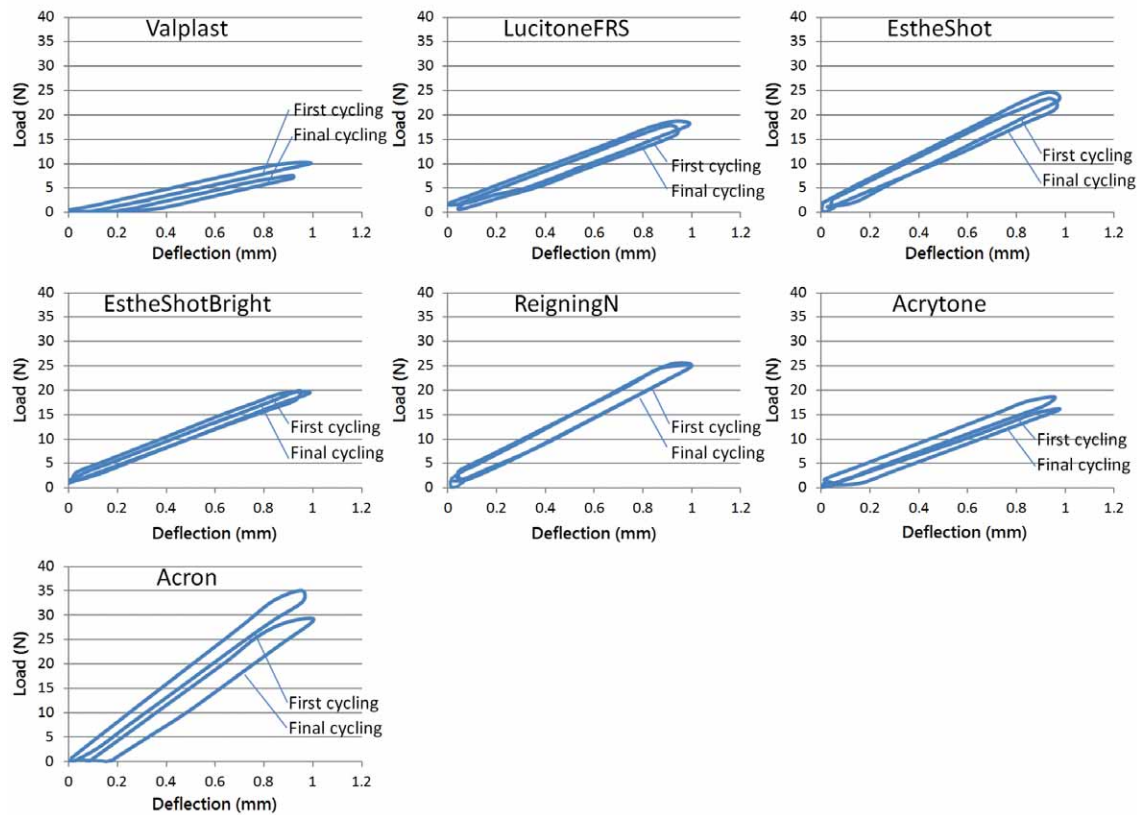 Valplast
Load (N)
40
35
30
25
20
15
10
5
0
First cycling
Final cycling
0 0.2 0.4 0.6 0.8 1 1.2
Deflection (mm)
LucitoneFRS
Load (N)
40
35
30
25
20
15
10
5
0
First cycling
Final cycling
0 0.2 0.4 0.6 0.8 1 1.2
Deflection (mm)
EstheShot
Load (N)
40
35
30
25
20
15
10
5
0
First cycling
Final cycling
0 0.2 0.4 0.6 0.8 1 1.2
Deflection (mm)
EstheShotBright
Load (N)
40
35
30
25
20
15
10
5
0
First cycling
Final cycling
0 0.2 0.4 0.6 0.8 1 1.2
Deflection (mm)
ReigningN
Load (N)
40
35
30
25
20
15
10
5
0
First cycling
Final cycling
0 0.2 0.4 0.6 0.8 1 1.2
Deflection (mm)
Acrytone
Load (N)
40
35
30
25
20
15
10
5
0
First cycling
Final cycling
0 0.2 0.4 0.6 0.8 1 1.2
Deflection (mm)
Acron
Load (N)
40
35
30
25
20
15
10
5
0
First cycling
Final cycling
0 0.2 0.4 0.6 0.8 1 1.2
Deflection (mm)